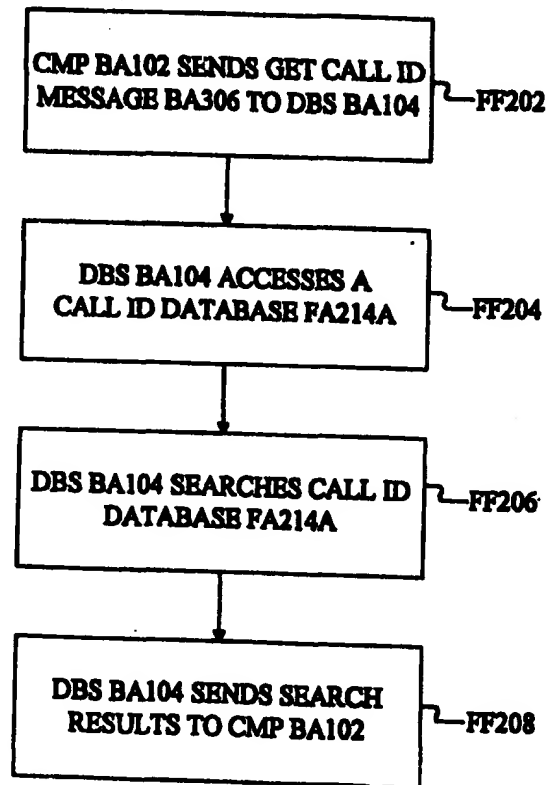 CMP BA102 SENDS GET CALL ID
MESSAGE BA306 TO DBS BA104
FF202
DBS BA104 ACCESSES A
CALL ID DATABASE FA214A
FF204
DBS BA104 SEARCHES CALL ID
DATABASE FA214A
FF206
DBS BA104 SENDS SEARCH
RESULTS TO CMP BA102
FF208